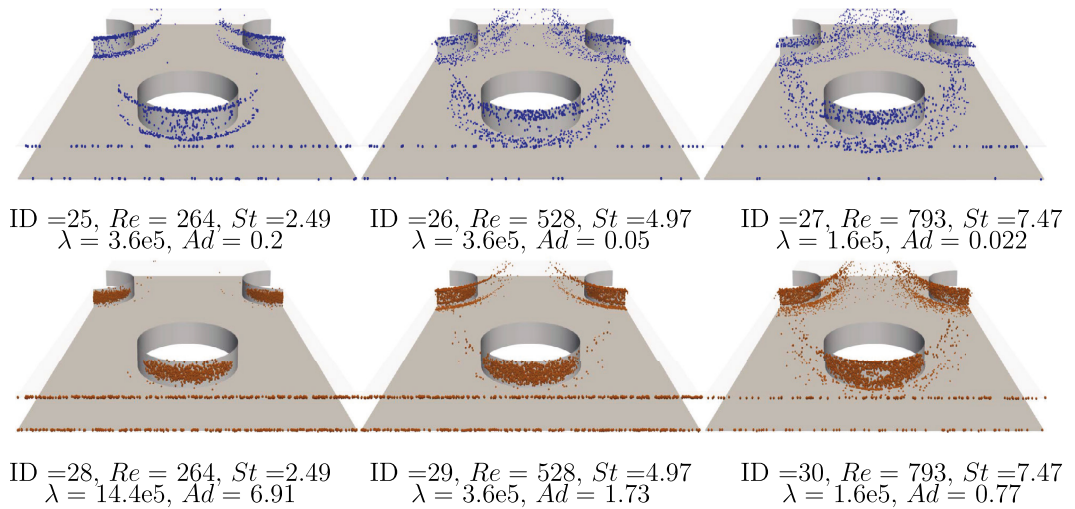 ID =25, Re = 264, St =2.49
λ = 3.6e5, Ad = 0.2
ID =26, Re = 528, St =4.97
λ = 3.6e5, Ad = 0.05
ID =27, Re = 793, St =7.47
λ = 1.6e5, Ad = 0.022
ID =28, Re = 264, St =2.49
λ = 14.4e5, Ad = 6.91
ID =29, Re = 528, St =4.97
λ = 3.6e5, Ad = 1.73
ID =30, Re = 793, St =7.47
λ = 1.6e5, Ad = 0.77